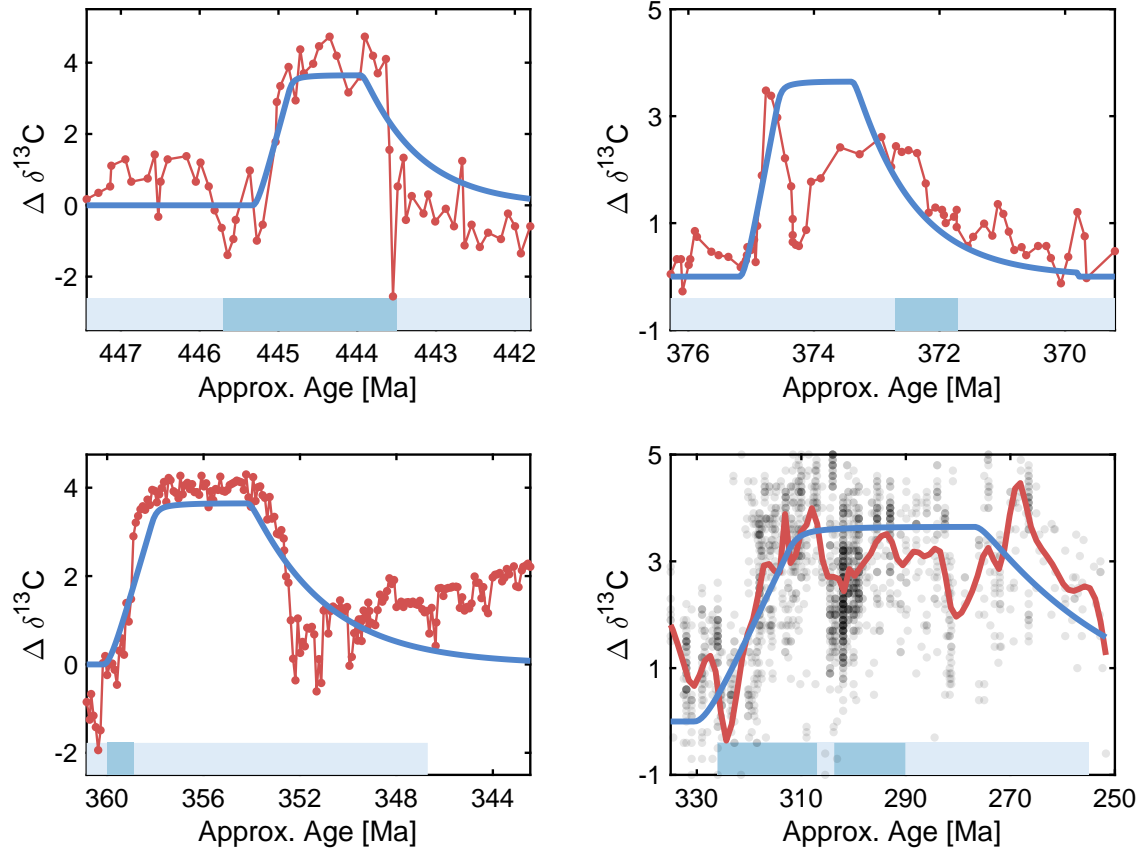 4
2
0
-2
Δ δ¹³C
447 446 445 444 443 442
Approx. Age [Ma]
5
3
1
-1
Δ δ¹³C
376 374 372 370
Approx. Age [Ma]
4
2
0
-2
Δ δ¹³C
360 356 352 348 344
Approx. Age [Ma]
5
3
1
-1
Δ δ¹³C
330 310 290 270 250
Approx. Age [Ma]